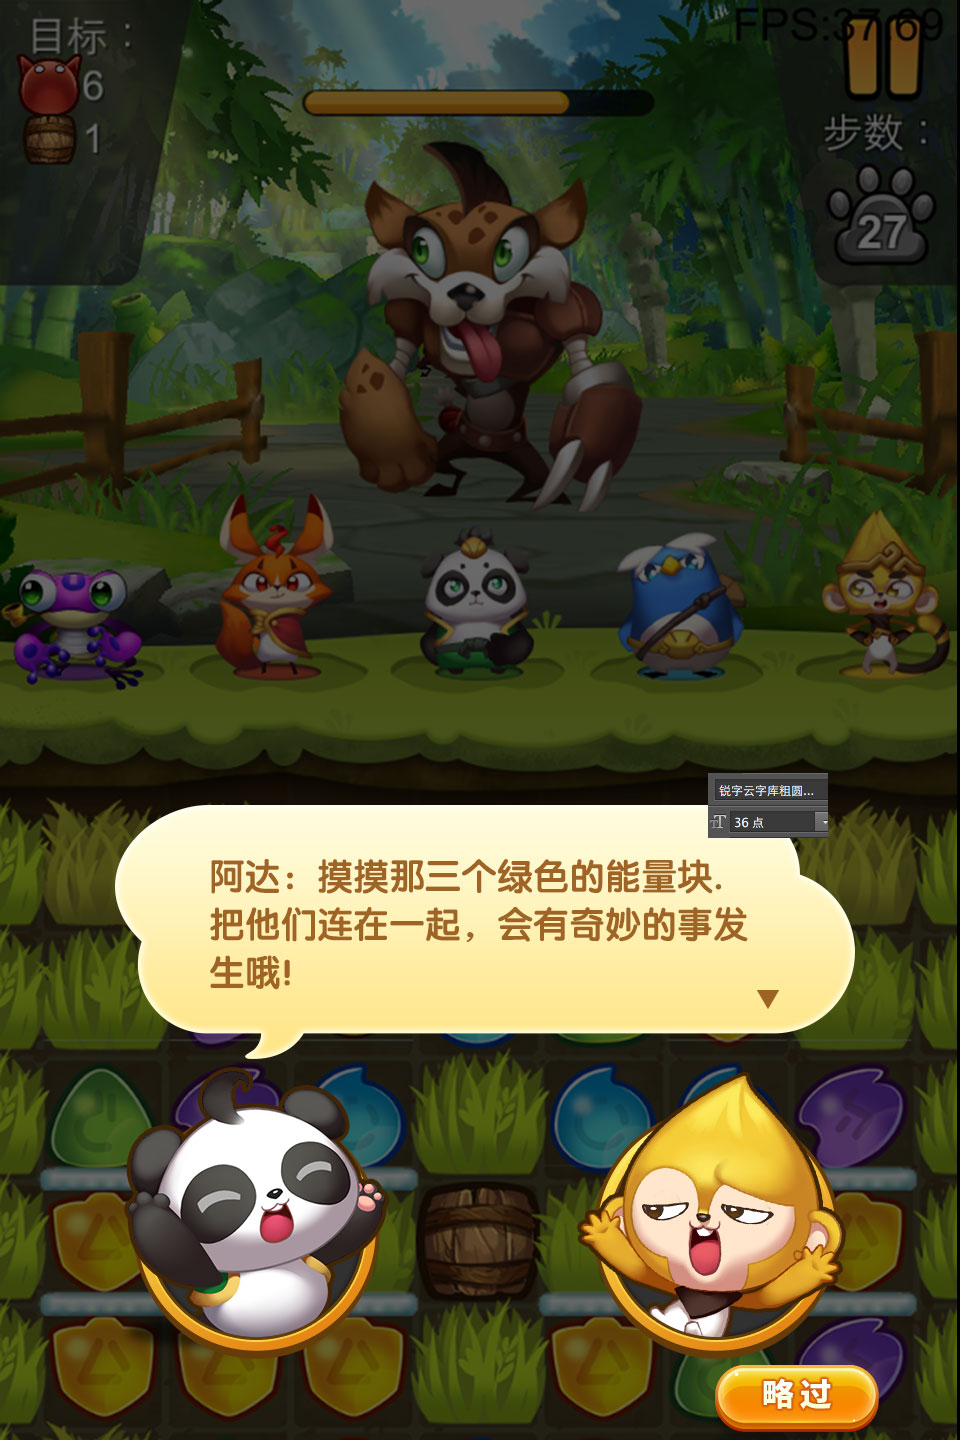 FPS:37.69
目标：
6
1
步数：
27
锐字云字库粗圆...
T 36 点
阿达：摸摸那三个绿色的能量块.
把他们连在一起，会有奇妙的事发
生哦!
略过